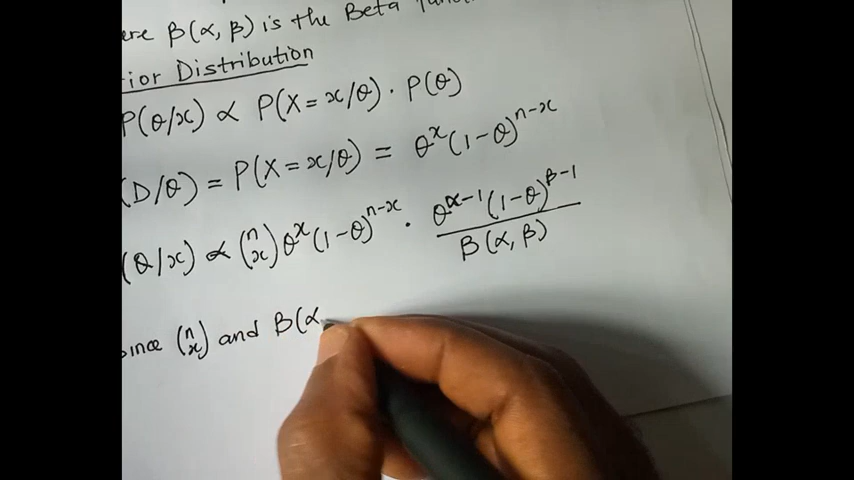 ere B(α, β) is the Beta
ior Distribution
P(θ/x) ∝ P(X = x/θ) · P(θ)
(D/θ) = P(X = x/θ) = θ^x (1-θ)^{n-x}
(θ/x) ∝ (n x) θ^x (1-θ)^{n-x} · θ^{α-1} (1-θ)^{β-1} / B(α, β)
ince (n x) and B(α